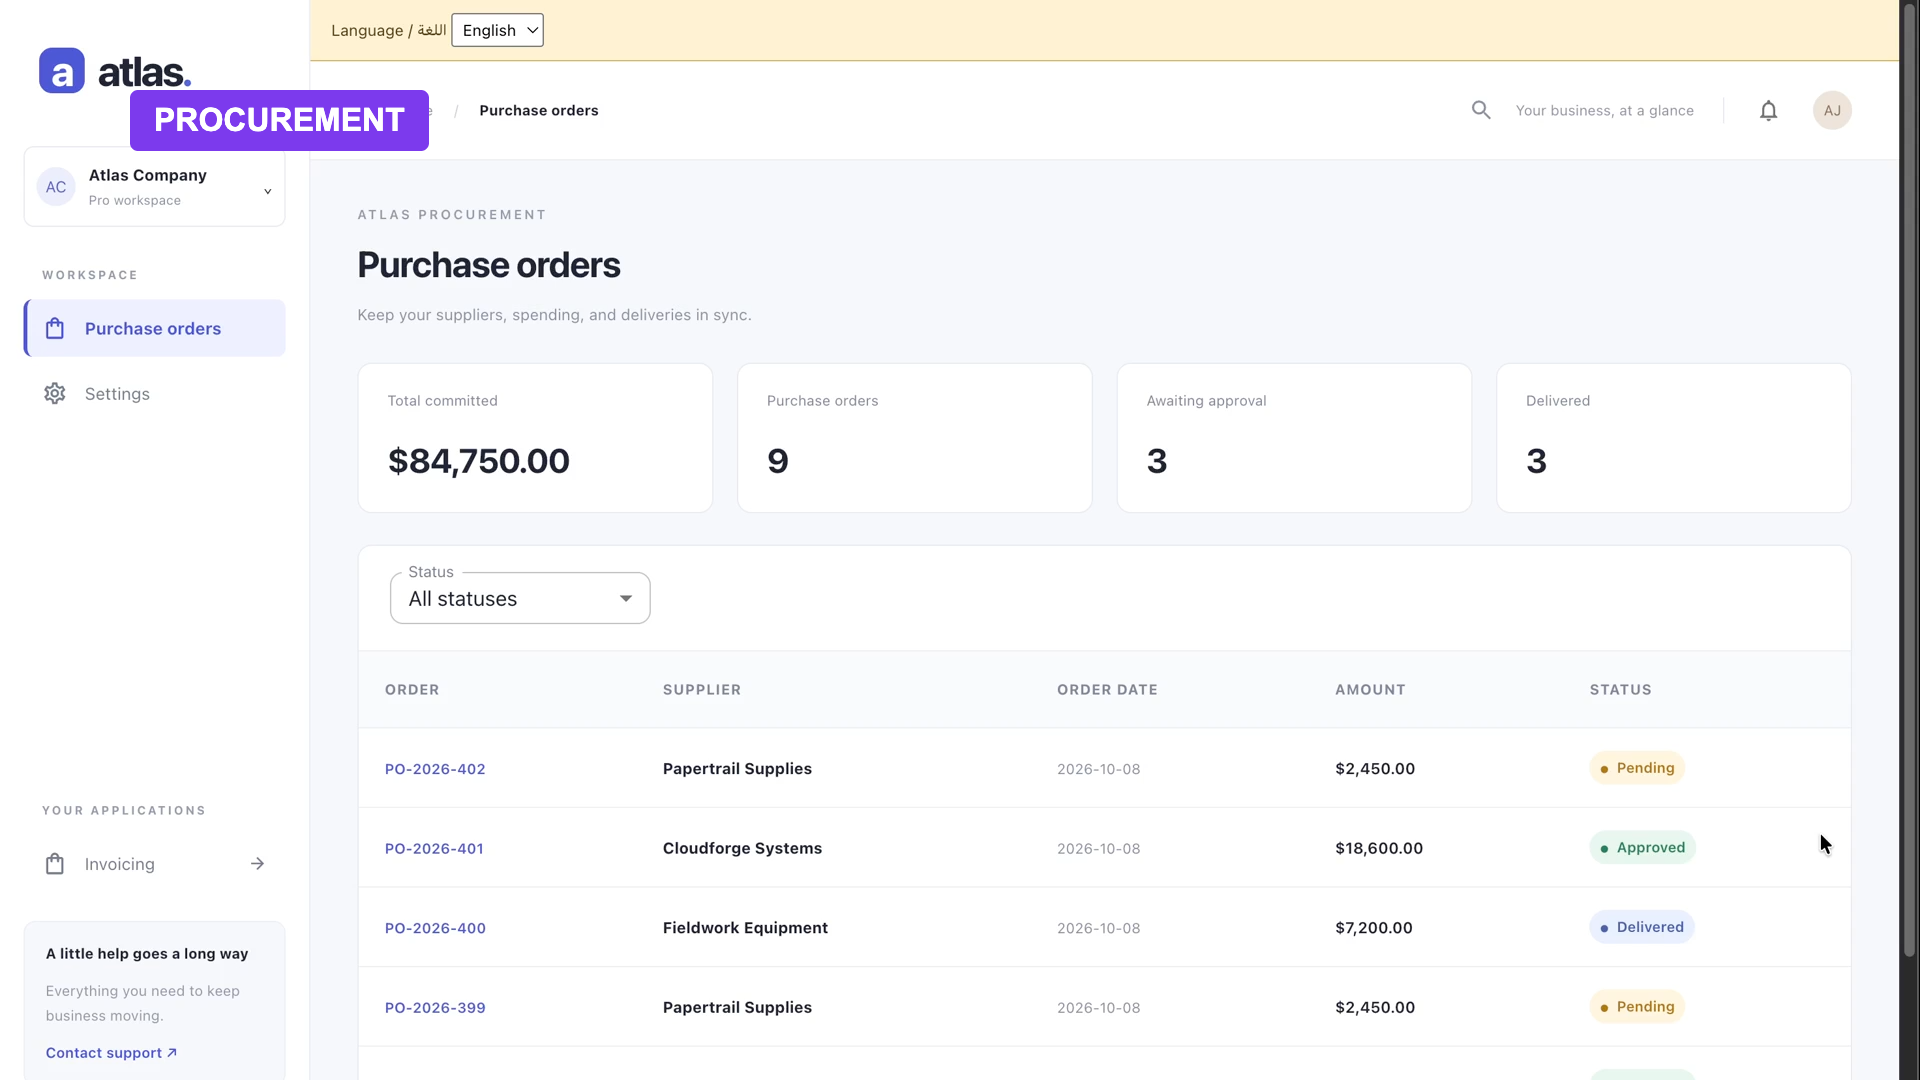 Language / اللغة English
a atlas.
PROCUREMENT
/ Purchase orders
Your business, at a glance
AJ
AC Atlas Company
Pro workspace
WORKSPACE
Purchase orders
Settings
YOUR APPLICATIONS
Invoicing
A little help goes a long way
Everything you need to keep
business moving.
Contact support ↗
ATLAS PROCUREMENT
Purchase orders
Keep your suppliers, spending, and deliveries in sync.
Total committed
$84,750.00
Purchase orders
9
Awaiting approval
3
Delivered
3
Status
All statuses
ORDER SUPPLIER ORDER DATE AMOUNT STATUS
PO-2026-402 Papertrail Supplies 2026-10-08 $2,450.00 Pending
PO-2026-401 Cloudforge Systems 2026-10-08 $18,600.00 Approved
PO-2026-400 Fieldwork Equipment 2026-10-08 $7,200.00 Delivered
PO-2026-399 Papertrail Supplies 2026-10-08 $2,450.00 Pending